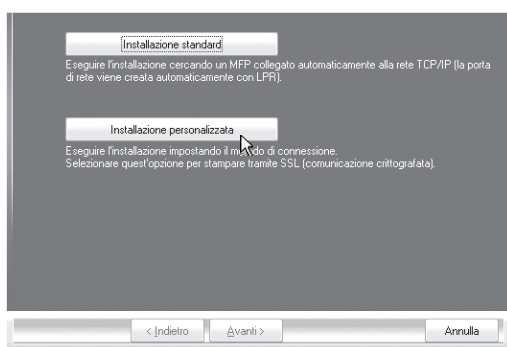 Installazione standard
Eseguire l'installazione cercando un MFP collegato automaticamente alla rete TCP/IP (la porta
di rete viene creata automaticamente con LPR).
Installazione personalizzata
Eseguire l'installazione impostando il metodo di connessione.
Selezionare quest'opzione per stampare tramite SSL (comunicazione crittografata).
< Indietro
Avanti >
Annulla